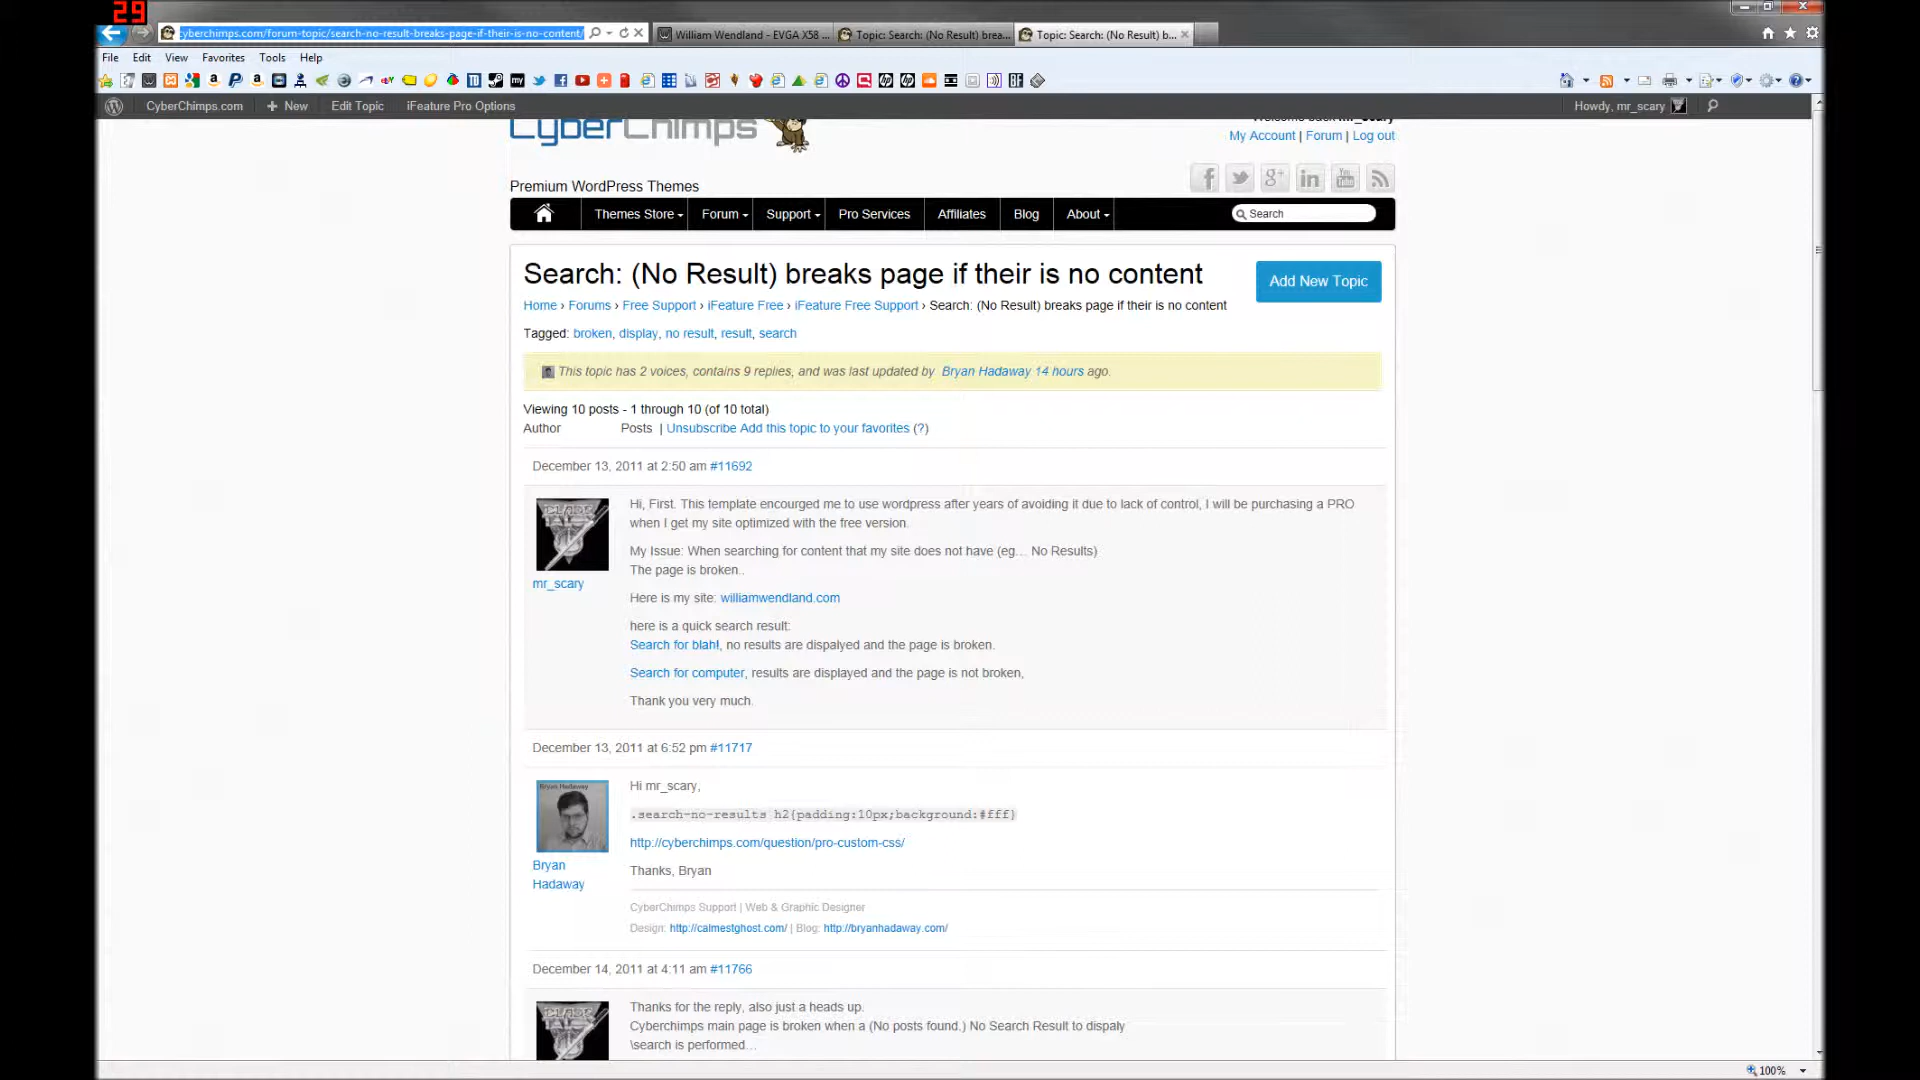 29
cyberchimps.com/forum-topic/search-no-result-breaks-page-if-their-is-no-content/
William Wendland - EVGA X58 ...
Topic: Search: (No Result) brea...
Topic: Search: (No Result) b...
File Edit View Favorites Tools Help
CyberChimps.com + New Edit Topic iFeature Pro Options Howdy, mr_scary
CyberChimps
Welcome back mr_scary
My Account | Forum | Log out
Premium WordPress Themes
Themes Store Forum Support Pro Services Affiliates Blog About Search
Search: (No Result) breaks page if their is no content
Add New Topic
Home › Forums › Free Support › iFeature Free › iFeature Free Support › Search: (No Result) breaks page if their is no content
Tagged: broken, display, no result, result, search
This topic has 2 voices, contains 9 replies, and was last updated by Bryan Hadaway 14 hours ago.
Viewing 10 posts - 1 through 10 (of 10 total)
Author Posts | Unsubscribe Add this topic to your favorites (?)
December 13, 2011 at 2:50 am #11692
Hi, First. This template encourged me to use wordpress after years of avoiding it due to lack of control, I will be purchasing a PRO
when I get my site optimized with the free version.
My Issue: When searching for content that my site does not have (eg... No Results)
The page is broken..
mr_scary
Here is my site: williamwendland.com
here is a quick search result:
Search for blah!, no results are dispalyed and the page is broken.
Search for computer, results are displayed and the page is not broken,
Thank you very much.
December 13, 2011 at 6:52 pm #11717
Hi mr_scary,
.search-no-results h2{padding:10px;background:#fff}
http://cyberchimps.com/question/pro-custom-css/
Bryan Hadaway
Bryan
Hadaway
Thanks, Bryan
CyberChimps Support | Web & Graphic Designer
Design: http://calmestghost.com/ | Blog: http://bryanhadaway.com/
December 14, 2011 at 4:11 am #11766
Thanks for the reply, also just a heads up.
Cyberchimps main page is broken when a (No posts found.) No Search Result to dispaly
\search is performed...
100%